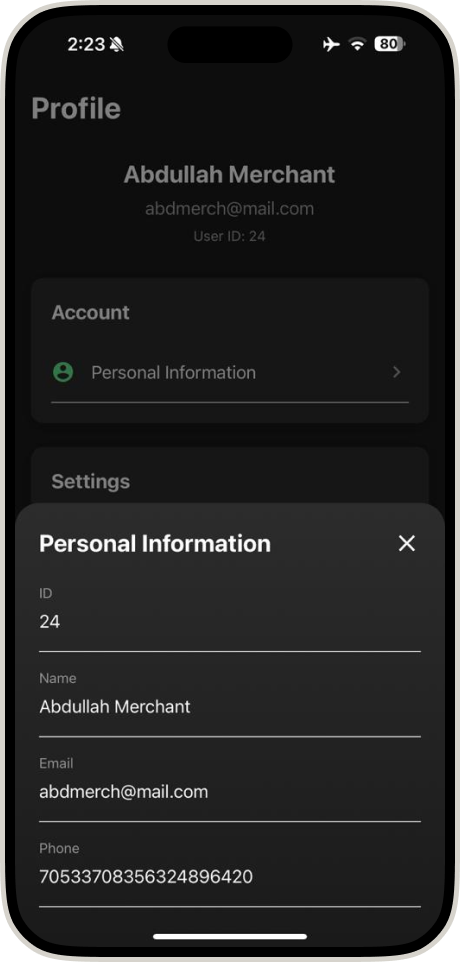 2:23
80
Profile
Abdullah Merchant
abdmerch@mail.com
User ID: 24
Account
Personal Information
Settings
Personal Information
ID
24
Name
Abdullah Merchant
Email
abdmerch@mail.com
Phone
70533708356324896420